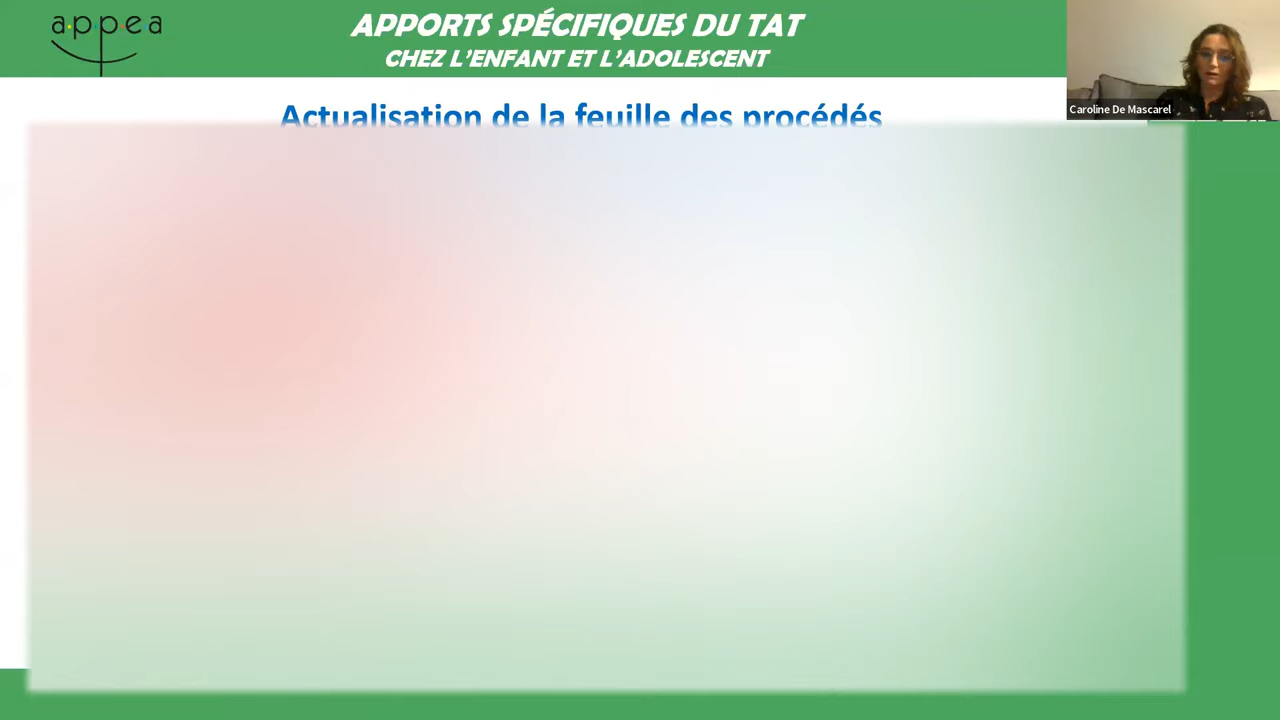 appea
APPORTS SPÉCIFIQUES DU TAT
CHEZ L'ENFANT ET L'ADOLESCENT
Caroline De Mascarel
Actualisation de la feuille des procédés